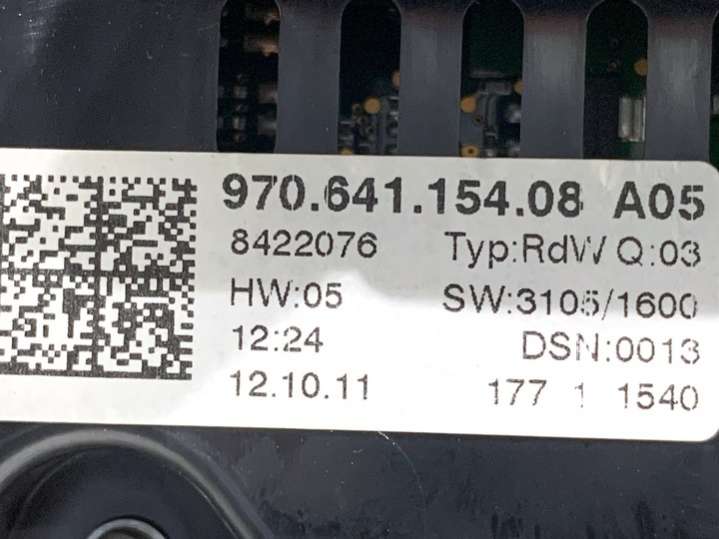 970.641.154.08 A05
8422076 Typ:RdW Q:03
HW:05 SW:3105/1600
12:24 DSN:0013
12.10.11 177 1 1540